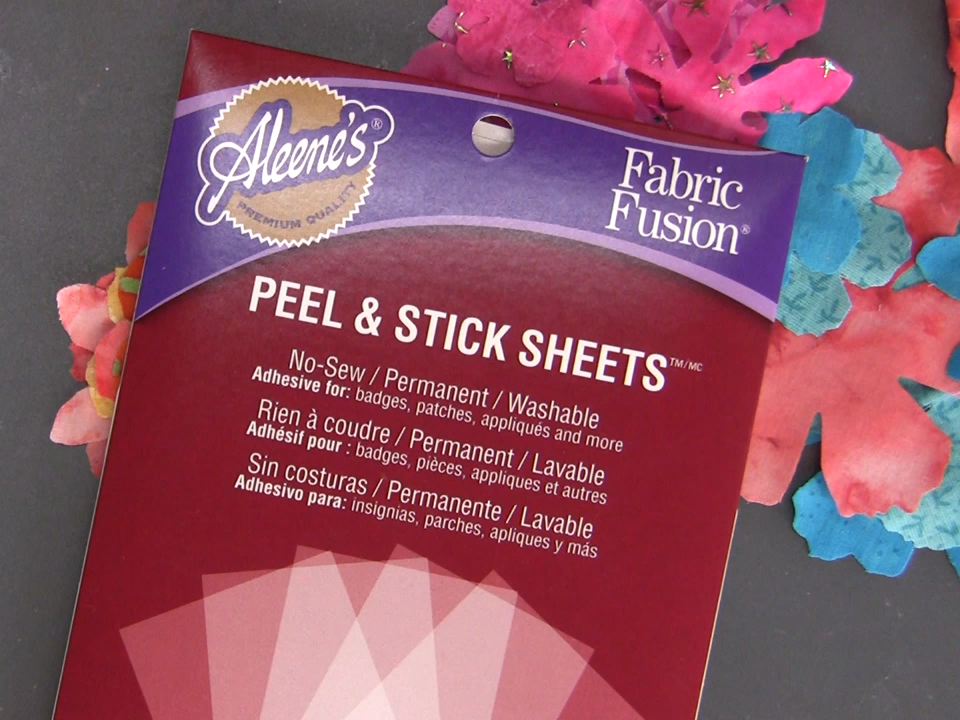 Aleene's®
PREMIUM QUALITY
Fabric
Fusion®
PEEL & STICK SHEETS™/MC
No-Sew / Permanent / Washable
Adhesive for: badges, patches, appliqués and more
Rien à coudre / Permanent / Lavable
Adhésif pour : badges, pièces, appliques et autres
Sin costuras / Permanente / Lavable
Adhesivo para: insignias, parches, apliques y más